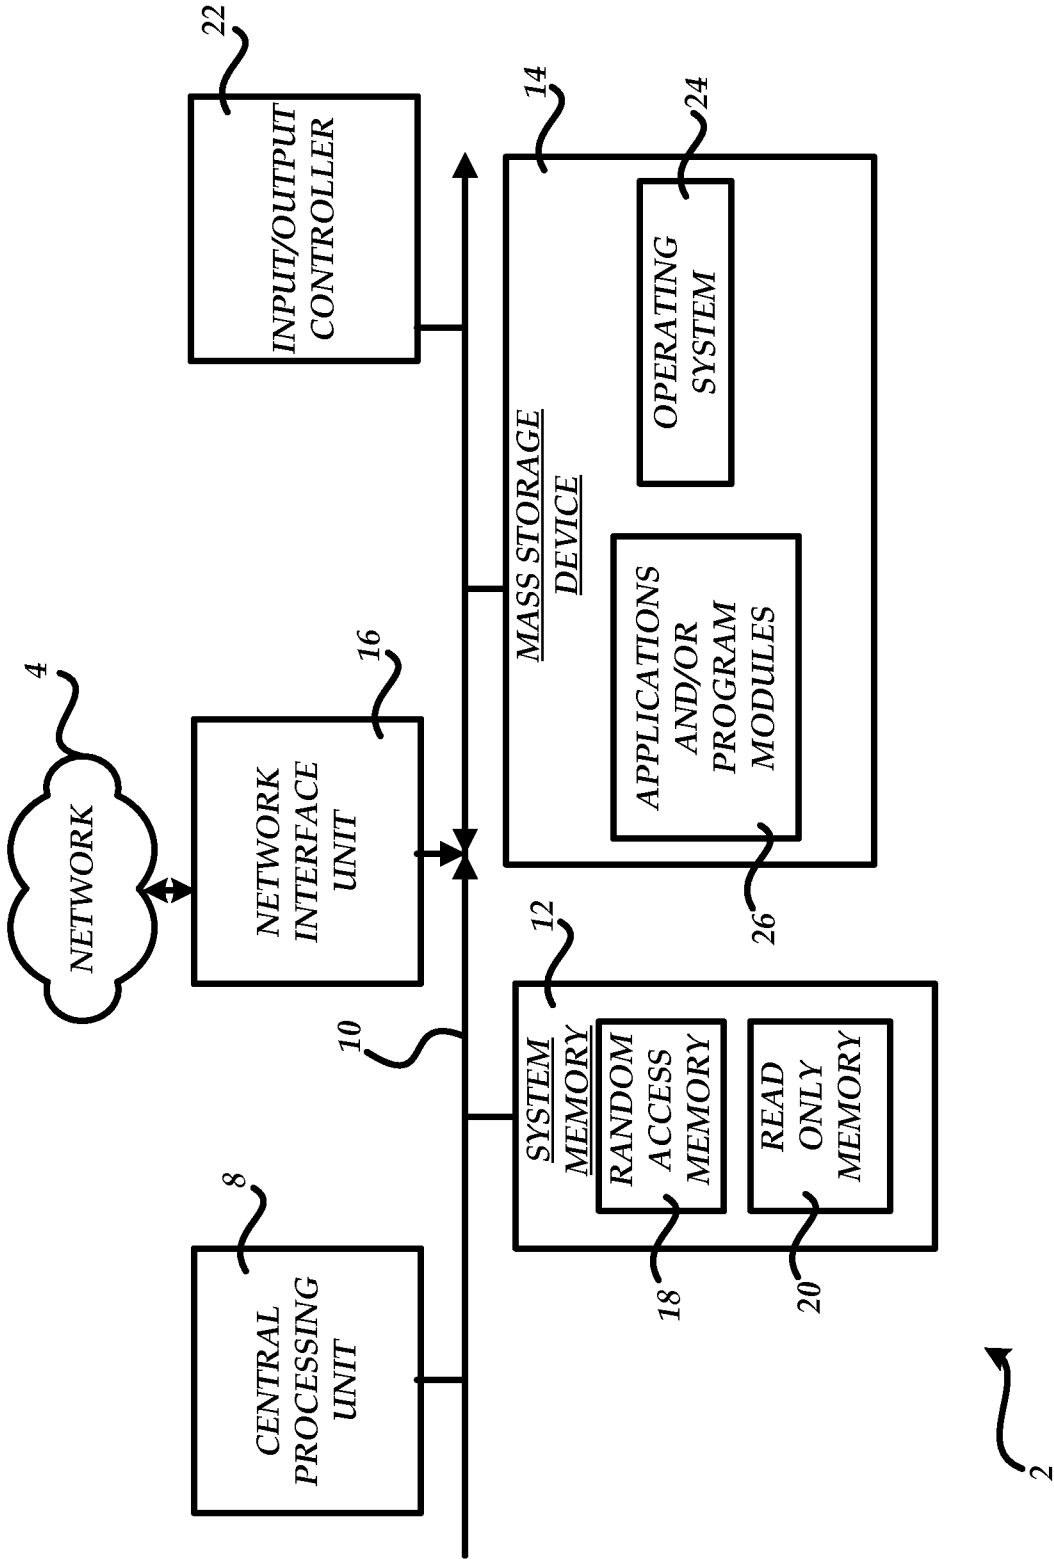 4
NETWORK
8
CENTRAL
PROCESSING
UNIT
NETWORK
INTERFACE
UNIT
16
22
INPUT/OUTPUT
CONTROLLER
10
12
SYSTEM
MEMORY
RANDOM
ACCESS
MEMORY
18
READ
ONLY
MEMORY
20
14
MASS STORAGE
DEVICE
APPLICATIONS
AND/OR
PROGRAM
MODULES
26
OPERATING
SYSTEM
24
2